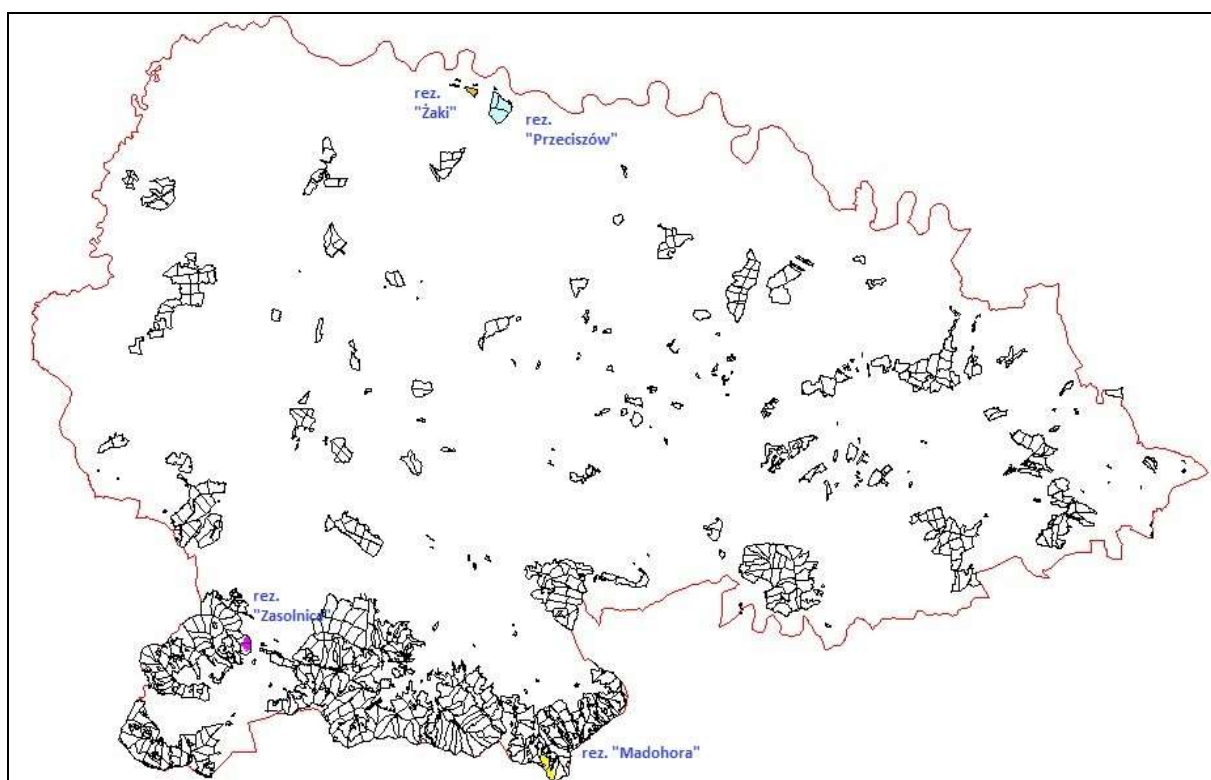 rez.
"Żaki"
rez.
"Przeciszów"
rez.
"Zasolnica"
rez. "Madohora"